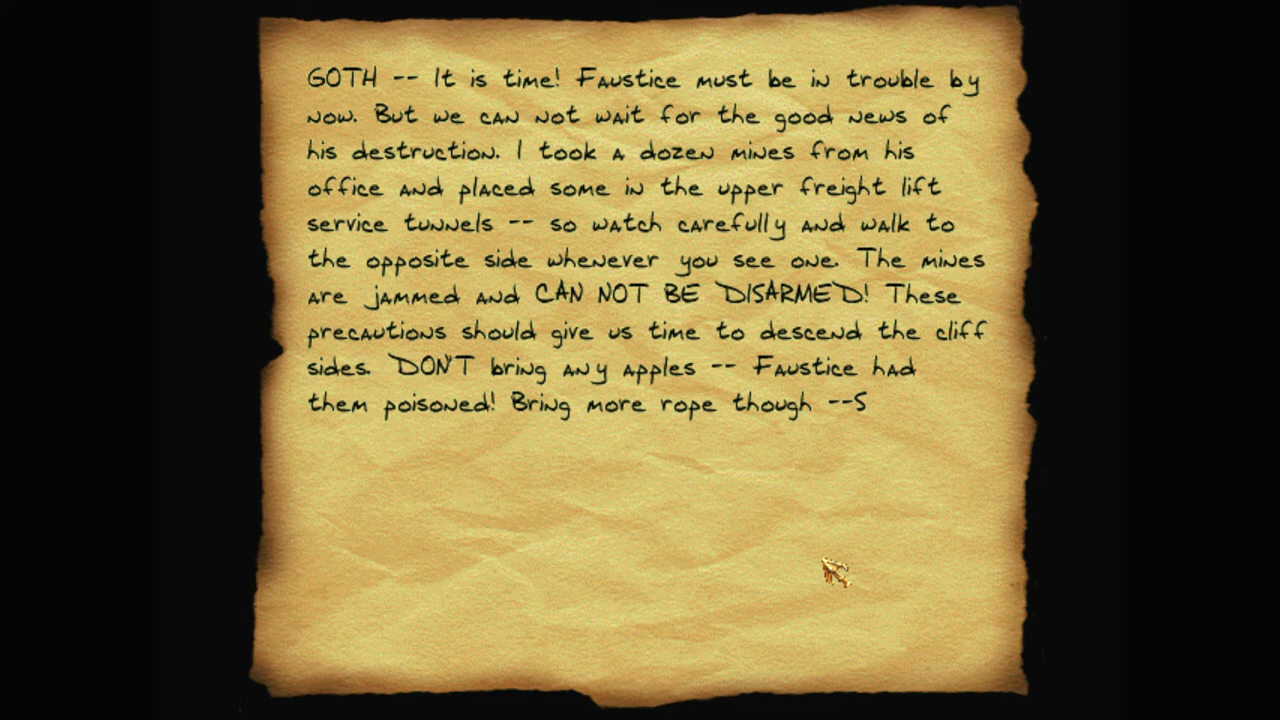 GOTH -- It is time! Faustice must be in trouble by
now. But we can not wait for the good news of
his destruction. I took a dozen mines from his
office and placed some in the upper freight lift
service tunnels -- so watch carefully and walk to
the opposite side whenever you see one. The mines
are jammed and CAN NOT BE DISARMED! These
precautions should give us time to descend the cliff
sides. DON'T bring any apples -- Faustice had
them poisoned! Bring more rope though --S